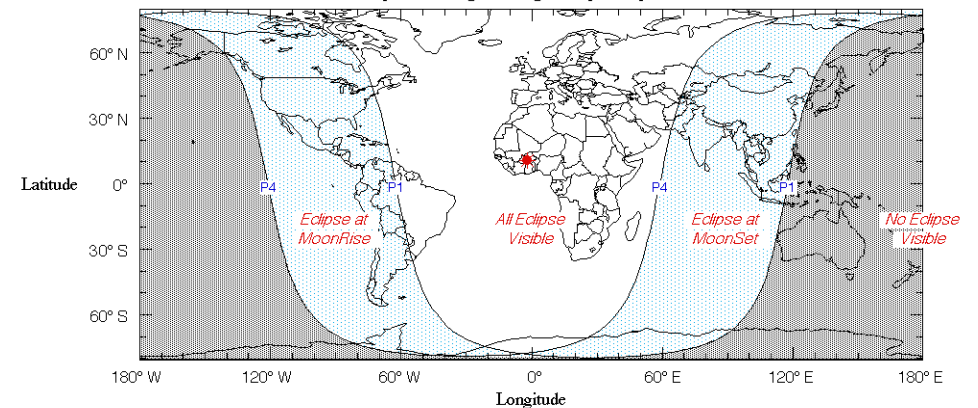 60° N
30° N
Latitude
0°
P4
P1
P4
P1
Eclipse at
MoonRise
All Eclipse
Visible
Eclipse at
MoonSet
No Eclipse
Visible
30° S
60° S
180° W
120° W
60° W
0°
60° E
120° E
180° E
Longitude